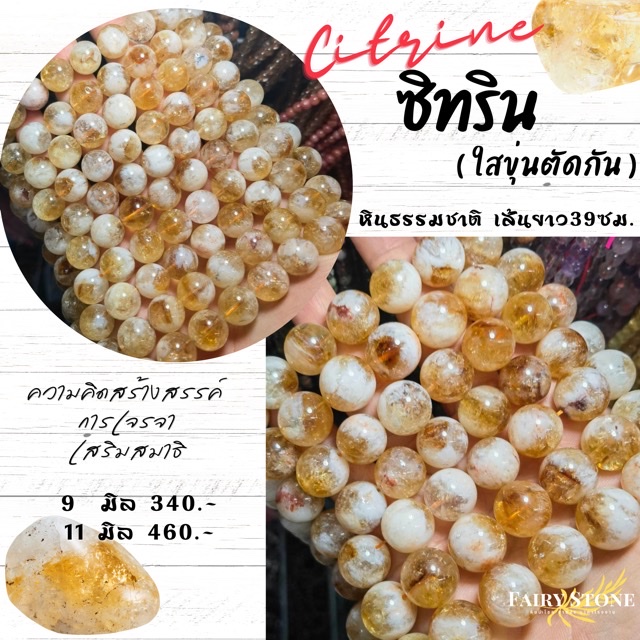 Citrine
ซิทริน
(ใสขุ่นตัดกัน)
หินธรรมชาติ เส้นยาว39ซม.
ความคิดสร้างสรรค์
การเจรจา
เสริมสมาธิ
9 มิล 340.-
11 มิล 460.-
FAIRY STONE